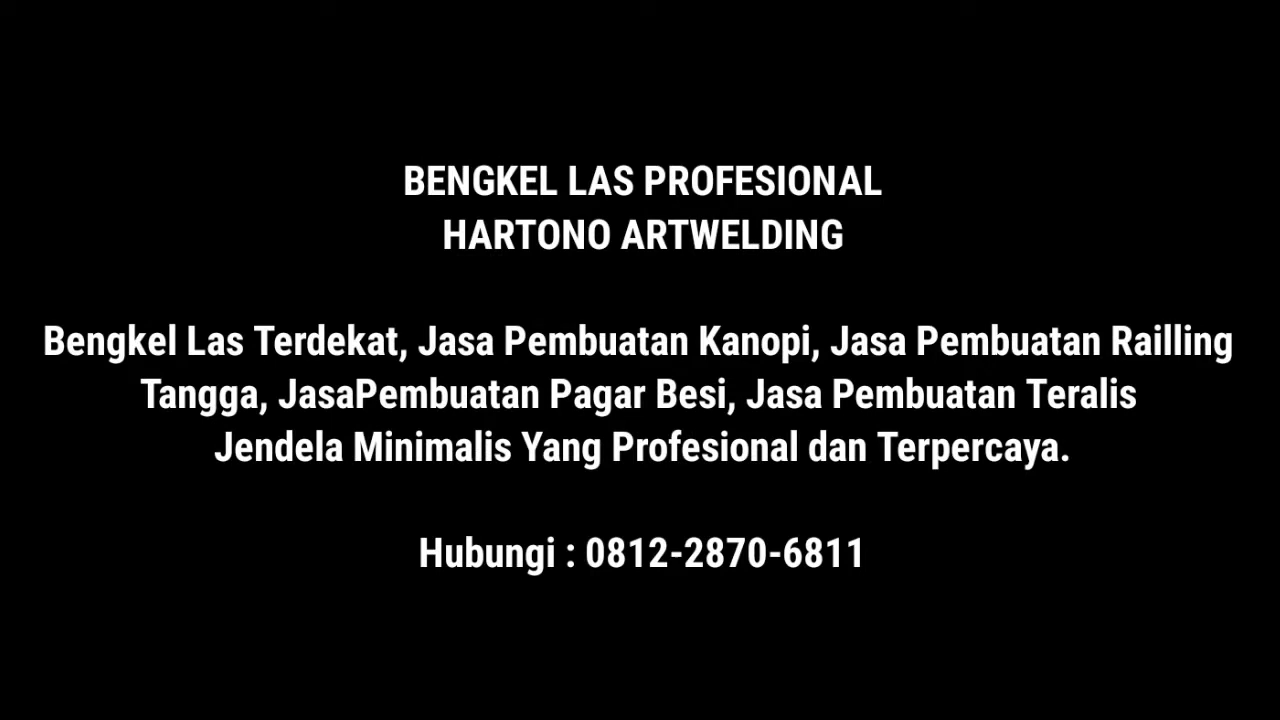 BENGKEL LAS PROFESIONAL
HARTONO ARTWELDING
Bengkel Las Terdekat, Jasa Pembuatan Kanopi, Jasa Pembuatan Railling
Tangga, JasaPembuatan Pagar Besi, Jasa Pembuatan Teralis
Jendela Minimalis Yang Profesional dan Terpercaya.
Hubungi : 0812-2870-6811